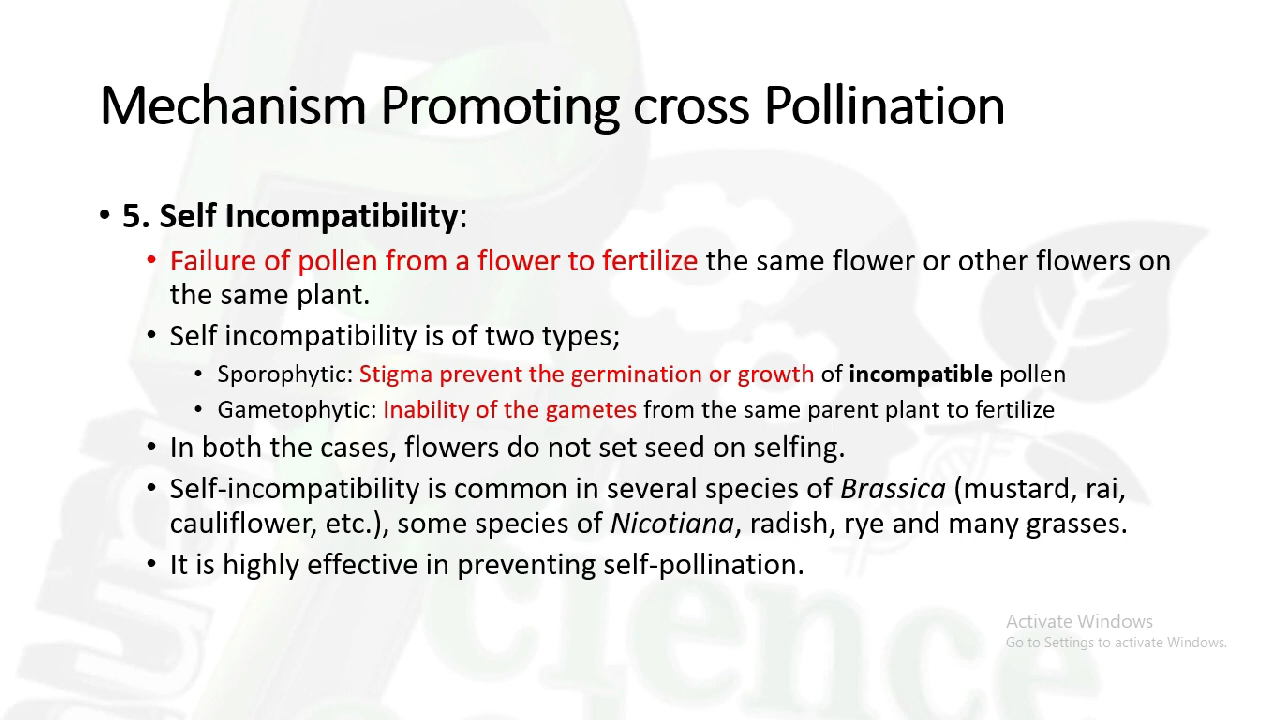 Mechanism Promoting cross Pollination
• 5. Self Incompatibility:
• Failure of pollen from a flower to fertilize the same flower or other flowers on
the same plant.
• Self incompatibility is of two types;
• Sporophytic: Stigma prevent the germination or growth of incompatible pollen
• Gametophytic: Inability of the gametes from the same parent plant to fertilize
• In both the cases, flowers do not set seed on selfing.
• Self-incompatibility is common in several species of Brassica (mustard, rai,
cauliflower, etc.), some species of Nicotiana, radish, rye and many grasses.
• It is highly effective in preventing self-pollination.
Activate Windows
Go to Settings to activate Windows.